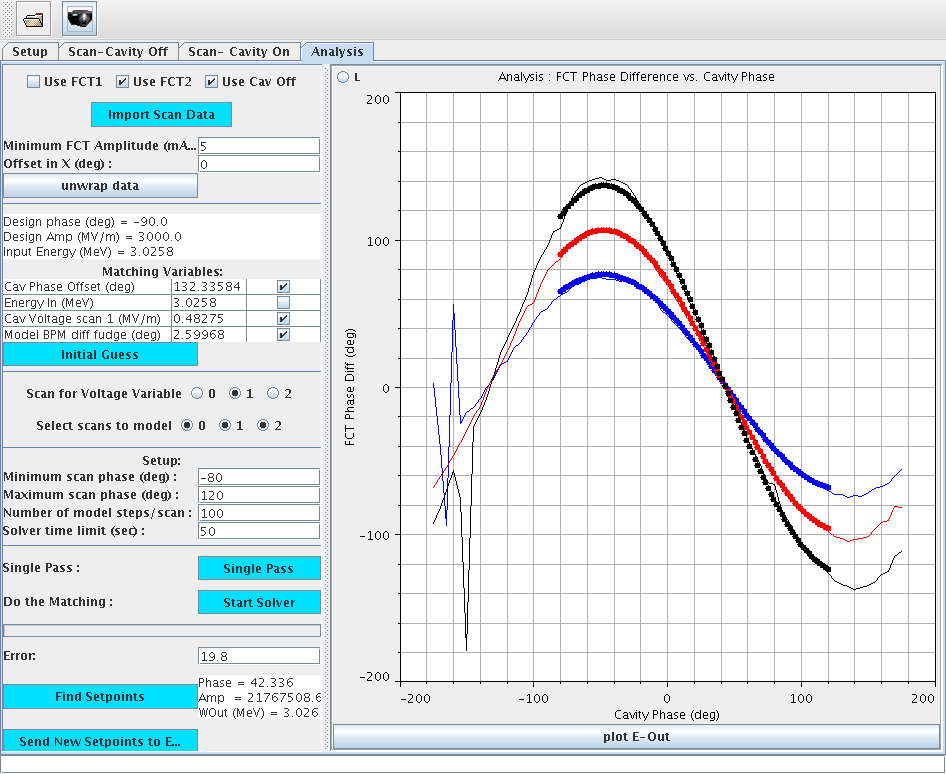 Setup Scan-Cavity Off Scan- Cavity On Analysis
Use FCT1 Use FCT2 Use Cav Off
Import Scan Data
Minimum FCT Amplitude (mA... 5
Offset in X (deg) : 0
unwrap data
Design phase (deg) = -90.0
Design Amp (MV/m) = 3000.0
Input Energy (MeV) = 3.0258
Matching Variables:
Cav Phase Offset (deg) 132.33584
Energy In (MeV) 3.0258
Cav Voltage scan 1 (MV/m) 0.48275
Model BPM diff fudge (deg) 2.59968
Initial Guess
Scan for Voltage Variable 0 1 2
Select scans to model 0 1 2
Setup:
Minimum scan phase (deg) : -80
Maximum scan phase (deg) : 120
Number of model steps/scan : 100
Solver time limit (sec) : 50
Single Pass : Single Pass
Do the Matching : Start Solver
Error: 19.8
Find Setpoints
Phase = 42.336
Amp = 21767508.6
WOut (MeV) = 3.026
Send New Setpoints to E...
L
Analysis : FCT Phase Difference vs. Cavity Phase
FCT Phase Diff (deg)
200
100
0
-100
-200
-200 -100 0 100 200
Cavity Phase (deg)
plot E-Out